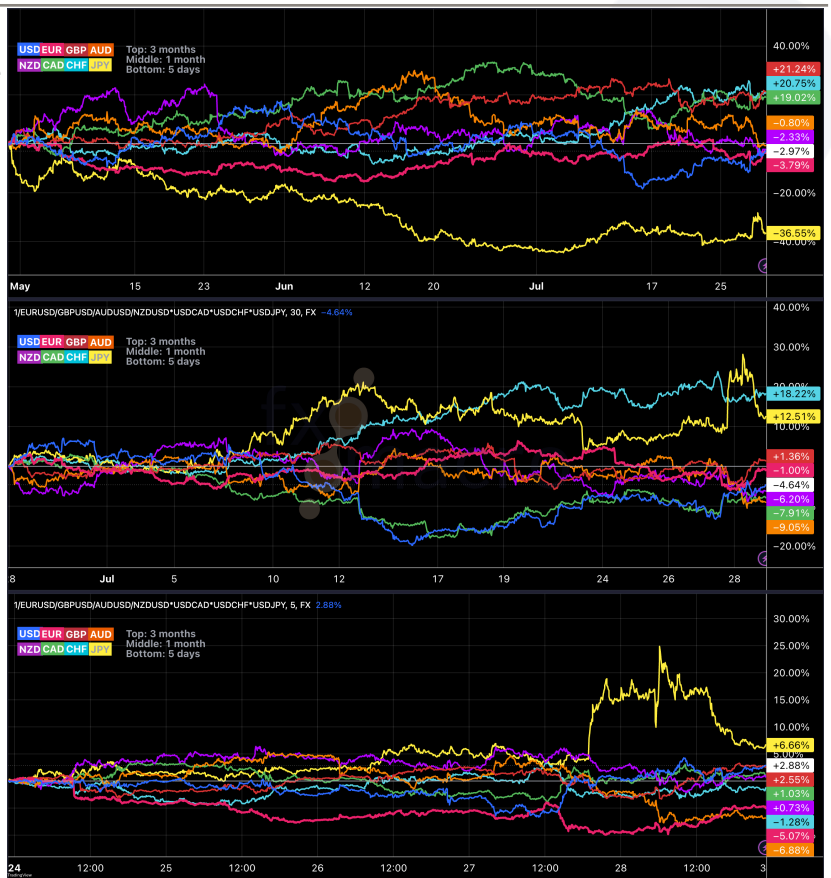 40.00%
USD EUR GBP AUD
NZD CAD CHF JPY
Top: 3 months
Middle: 1 month
Bottom: 5 days
+21.24%
+20.75%
+19.02%
−0.80%
−2.33%
−2.97%
−3.79%
−20.00%
−36.55%
−40.00%
May 15 23 Jun 12 20 Jul 17 25
1/EURUSD/GBPUSD/AUDUSD/NZDUSD*USDCAD*USDCHF*USDJPY, 30, FX −4.64%
40.00%
USD EUR GBP AUD
NZD CAD CHF JPY
Top: 3 months
Middle: 1 month
Bottom: 5 days
30.00%
20.00%
+18.22%
+12.51%
10.00%
+1.36%
−1.00%
−4.64%
−6.20%
−7.91%
−9.05%
−20.00%
8 Jul 5 10 12 17 19 24 26 28
1/EURUSD/GBPUSD/AUDUSD/NZDUSD*USDCAD*USDCHF*USDJPY, 5, FX 2.88%
30.00%
USD EUR GBP AUD
NZD CAD CHF JPY
Top: 3 months
Middle: 1 month
Bottom: 5 days
25.00%
20.00%
15.00%
10.00%
+6.66%
5.00%
+2.88%
+2.55%
+1.03%
+0.73%
−1.28%
−5.07%
−6.88%
24 12:00 25 12:00 26 12:00 27 12:00 28 12:00 3
TradingView